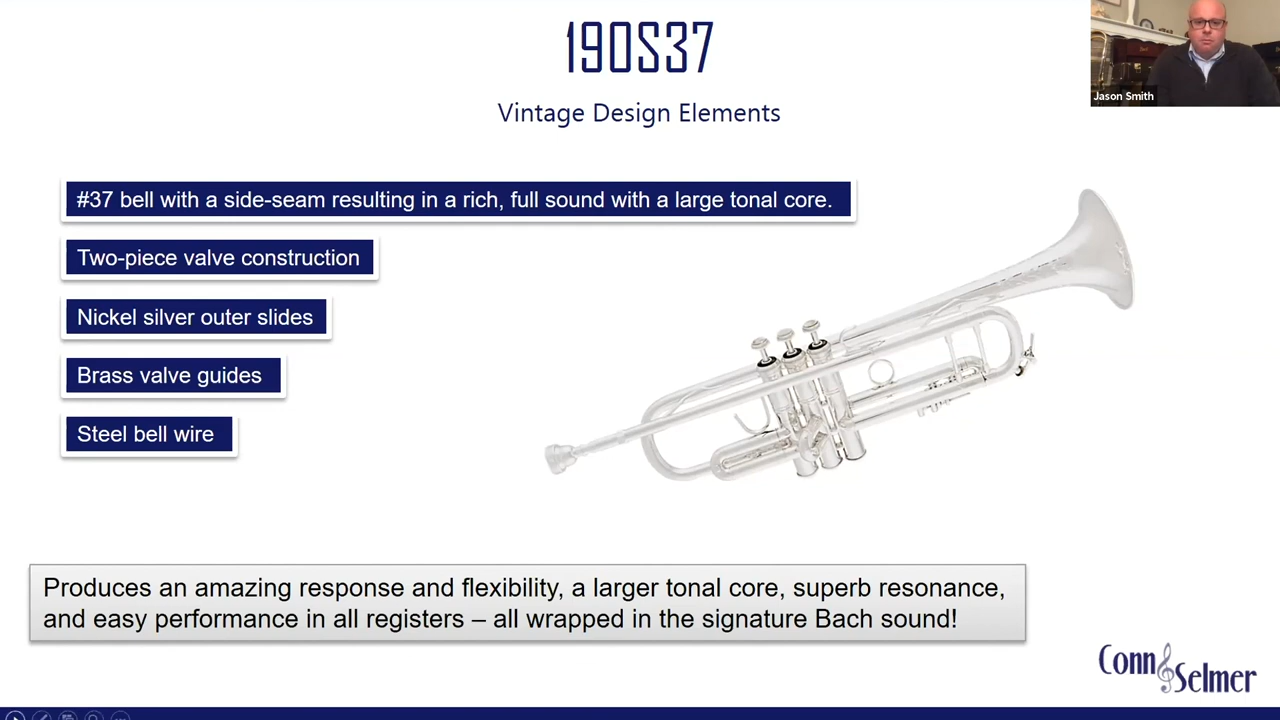 190S37
Jason Smith
Vintage Design Elements
#37 bell with a side-seam resulting in a rich, full sound with a large tonal core.
Two-piece valve construction
Nickel silver outer slides
Brass valve guides
Steel bell wire
Produces an amazing response and flexibility, a larger tonal core, superb resonance,
and easy performance in all registers – all wrapped in the signature Bach sound!
Conn
Selmer